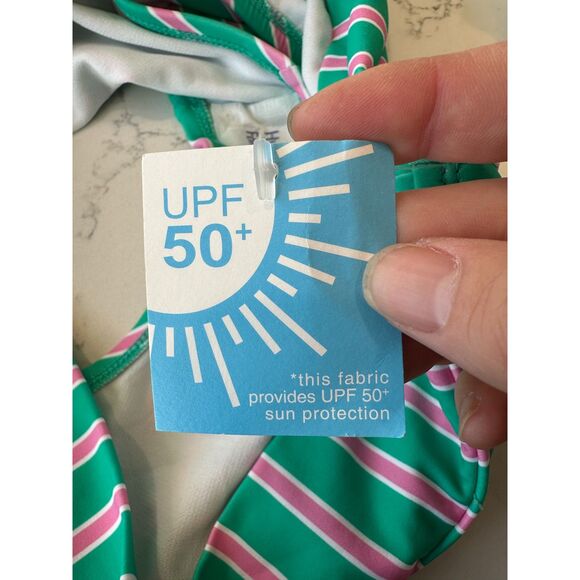 UPF
50+
*this fabric
provides UPF 50+
sun protection